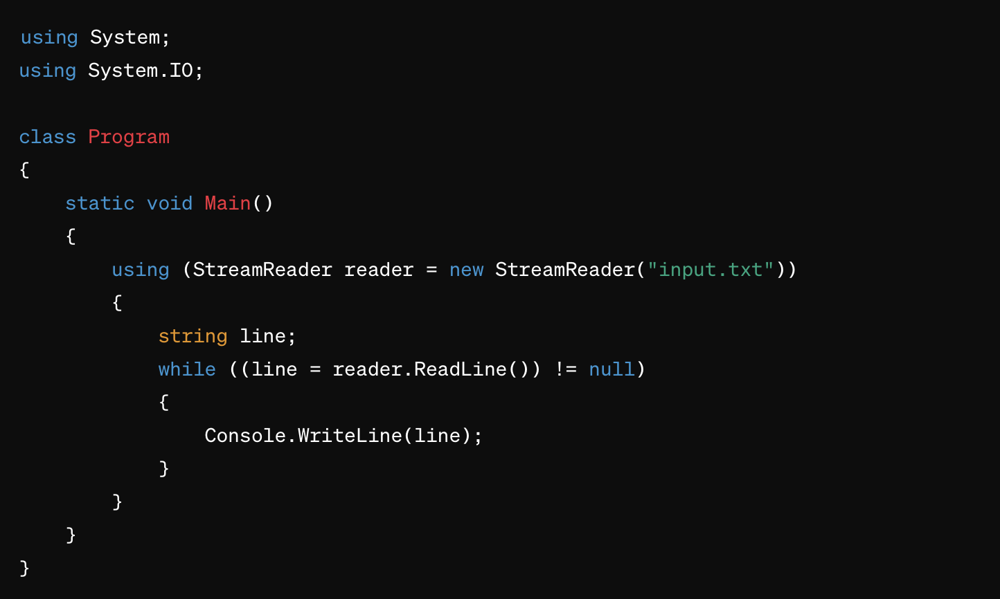 using System;
using System.IO;

class Program
{
    static void Main()
    {
        using (StreamReader reader = new StreamReader("input.txt"))
        {
            string line;
            while ((line = reader.ReadLine()) != null)
            {
                Console.WriteLine(line);
            }
        }
    }
}